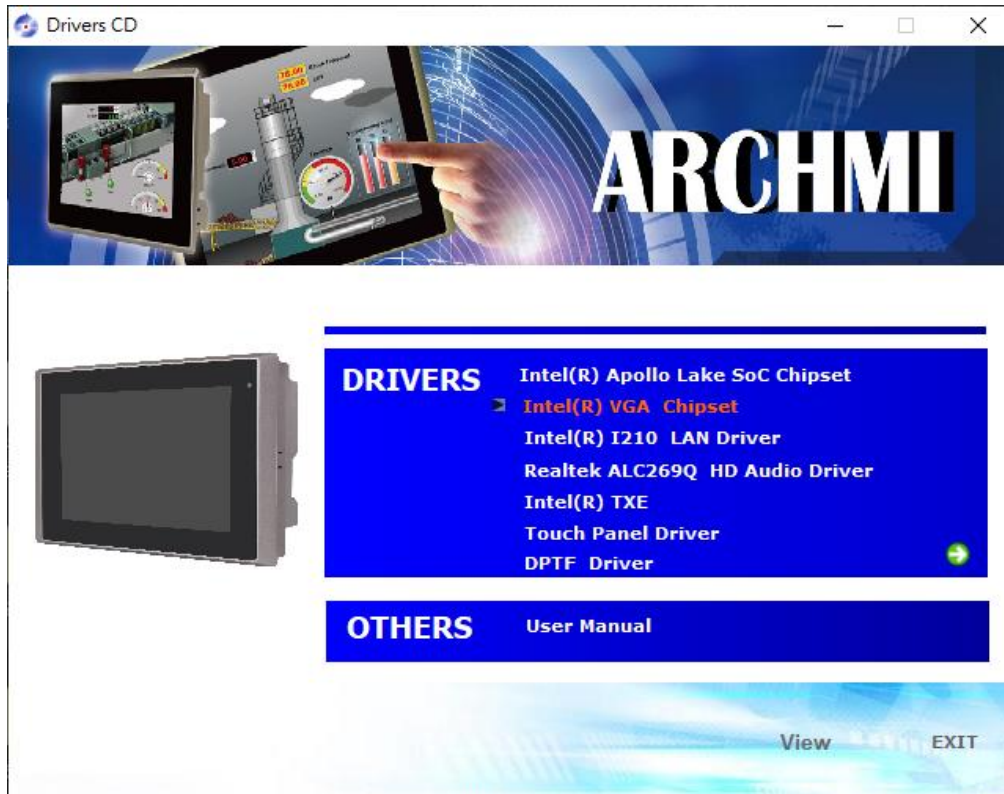 Drivers CD
ARCHMI
DRIVERS
Intel(R) Apollo Lake SoC Chipset
Intel(R) VGA Chipset
Intel(R) I210 LAN Driver
Realtek ALC269Q HD Audio Driver
Intel(R) TXE
Touch Panel Driver
DPTF Driver
OTHERS
User Manual
View
EXIT